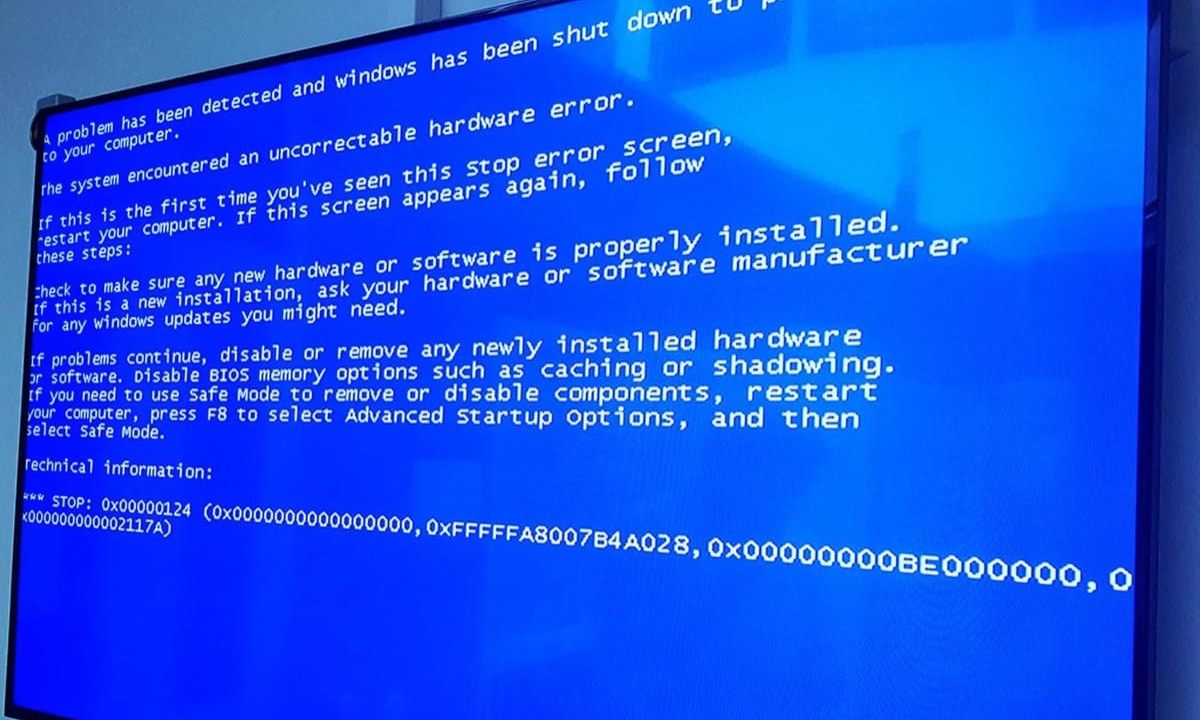 A problem has been detected and windows has been shut down to
to your computer.
The system encountered an uncorrectable hardware error.
If this is the first time you've seen this Stop error screen,
restart your computer. If this screen appears again, follow
these steps:
Check to make sure any new hardware or software is properly installed.
If this is a new installation, ask your hardware or software manufacturer
for any Windows updates you might need.
If problems continue, disable or remove any newly installed hardware
or software. Disable BIOS memory options such as caching or shadowing.
If you need to use Safe Mode to remove or disable components, restart
your computer, press F8 to select Advanced Startup Options, and then
select Safe Mode.
Technical information:
*** STOP: 0x00000124 (0x0000000000000000,0xFFFFFA8007B4A028,0x00000000BE000000,0
x000000000002117A)